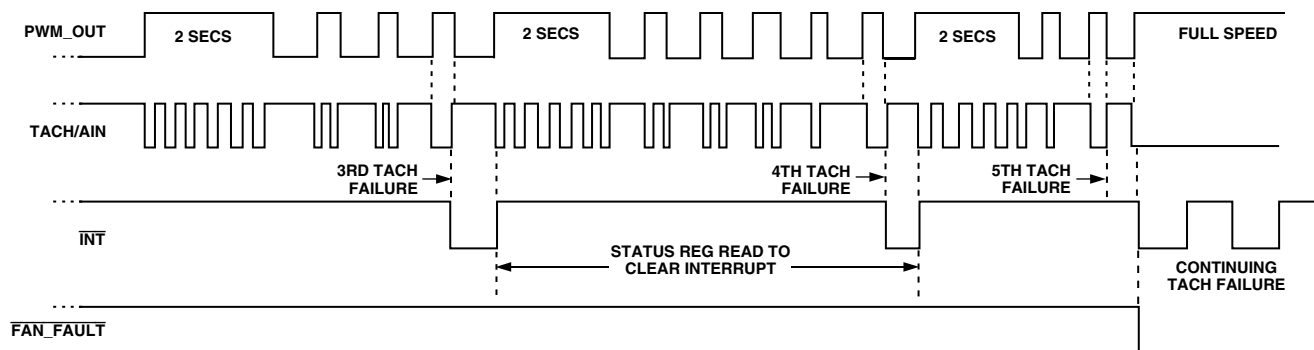 PWM_OUT
2 SECS
2 SECS
2 SECS
FULL SPEED
TACH/AIN
3RD TACH
FAILURE
4TH TACH
FAILURE
5TH TACH
FAILURE
INT
STATUS REG READ TO
CLEAR INTERRUPT
CONTINUING
TACH FAILURE
FAN_FAULT